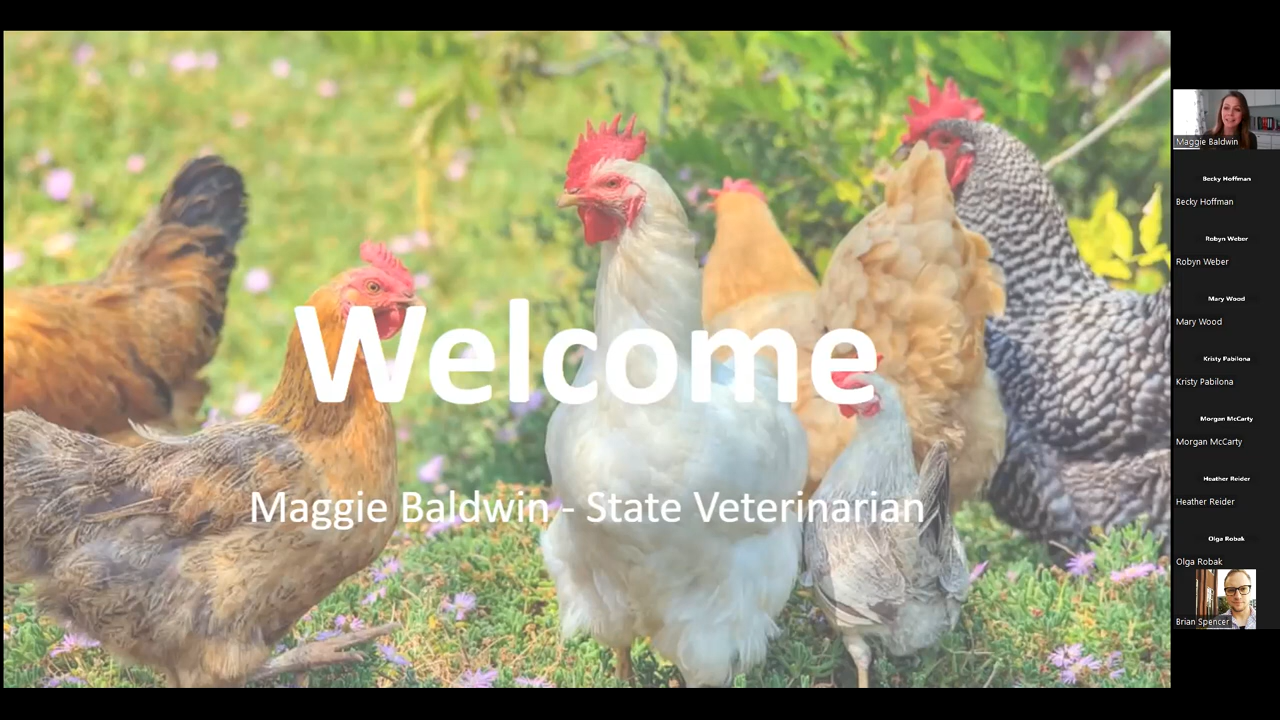 Welcome
Maggie Baldwin - State Veterinarian
Maggie Baldwin
Becky Hoffman
Becky Hoffman
Robyn Weber
Robyn Weber
Mary Wood
Mary Wood
Kristy Pabilona
Kristy Pabilona
Morgan McCarty
Morgan McCarty
Heather Reider
Heather Reider
Olga Robak
Olga Robak
Brian Spencer